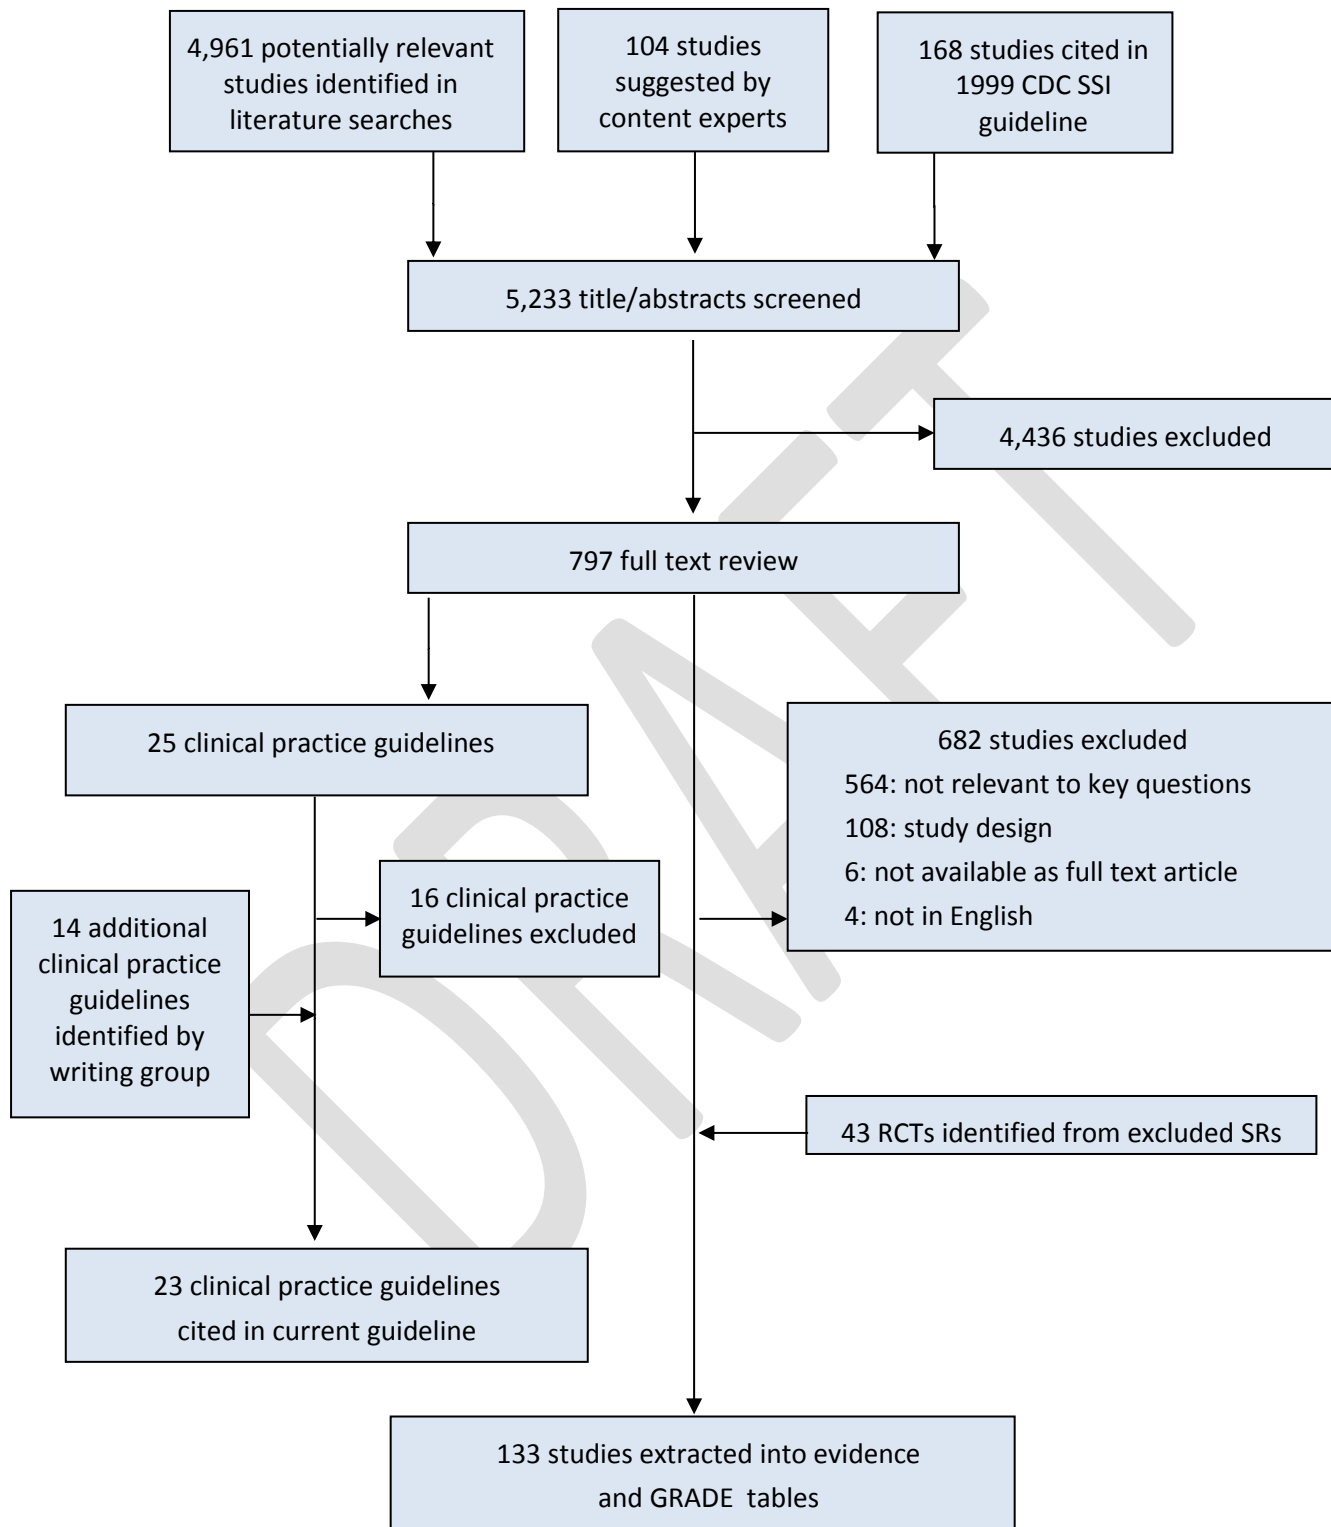 4,961 potentially relevant
studies identified in
literature searches
104 studies
suggested by
content experts
168 studies cited in
1999 CDC SSI
guideline
5,233 title/abstracts screened
4,436 studies excluded
797 full text review
25 clinical practice guidelines
682 studies excluded
564: not relevant to key questions
108: study design
6: not available as full text article
4: not in English
16 clinical practice
guidelines excluded
14 additional
clinical practice
guidelines
identified by
writing group
43 RCTs identified from excluded SRs
23 clinical practice guidelines
cited in current guideline
133 studies extracted into evidence
and GRADE tables
DRAFT